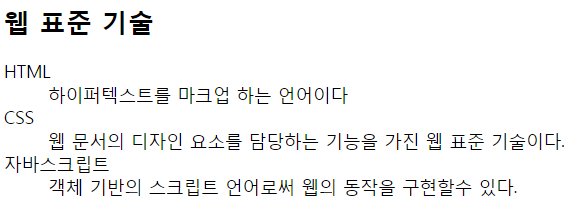 웹 표준 기술
HTML
하이퍼텍스트를 마크업 하는 언어이다
CSS
웹 문서의 디자인 요소를 담당하는 기능을 가진 웹 표준 기술이다.
자바스크립트
객체 기반의 스크립트 언어로써 웹의 동작을 구현할수 있다.